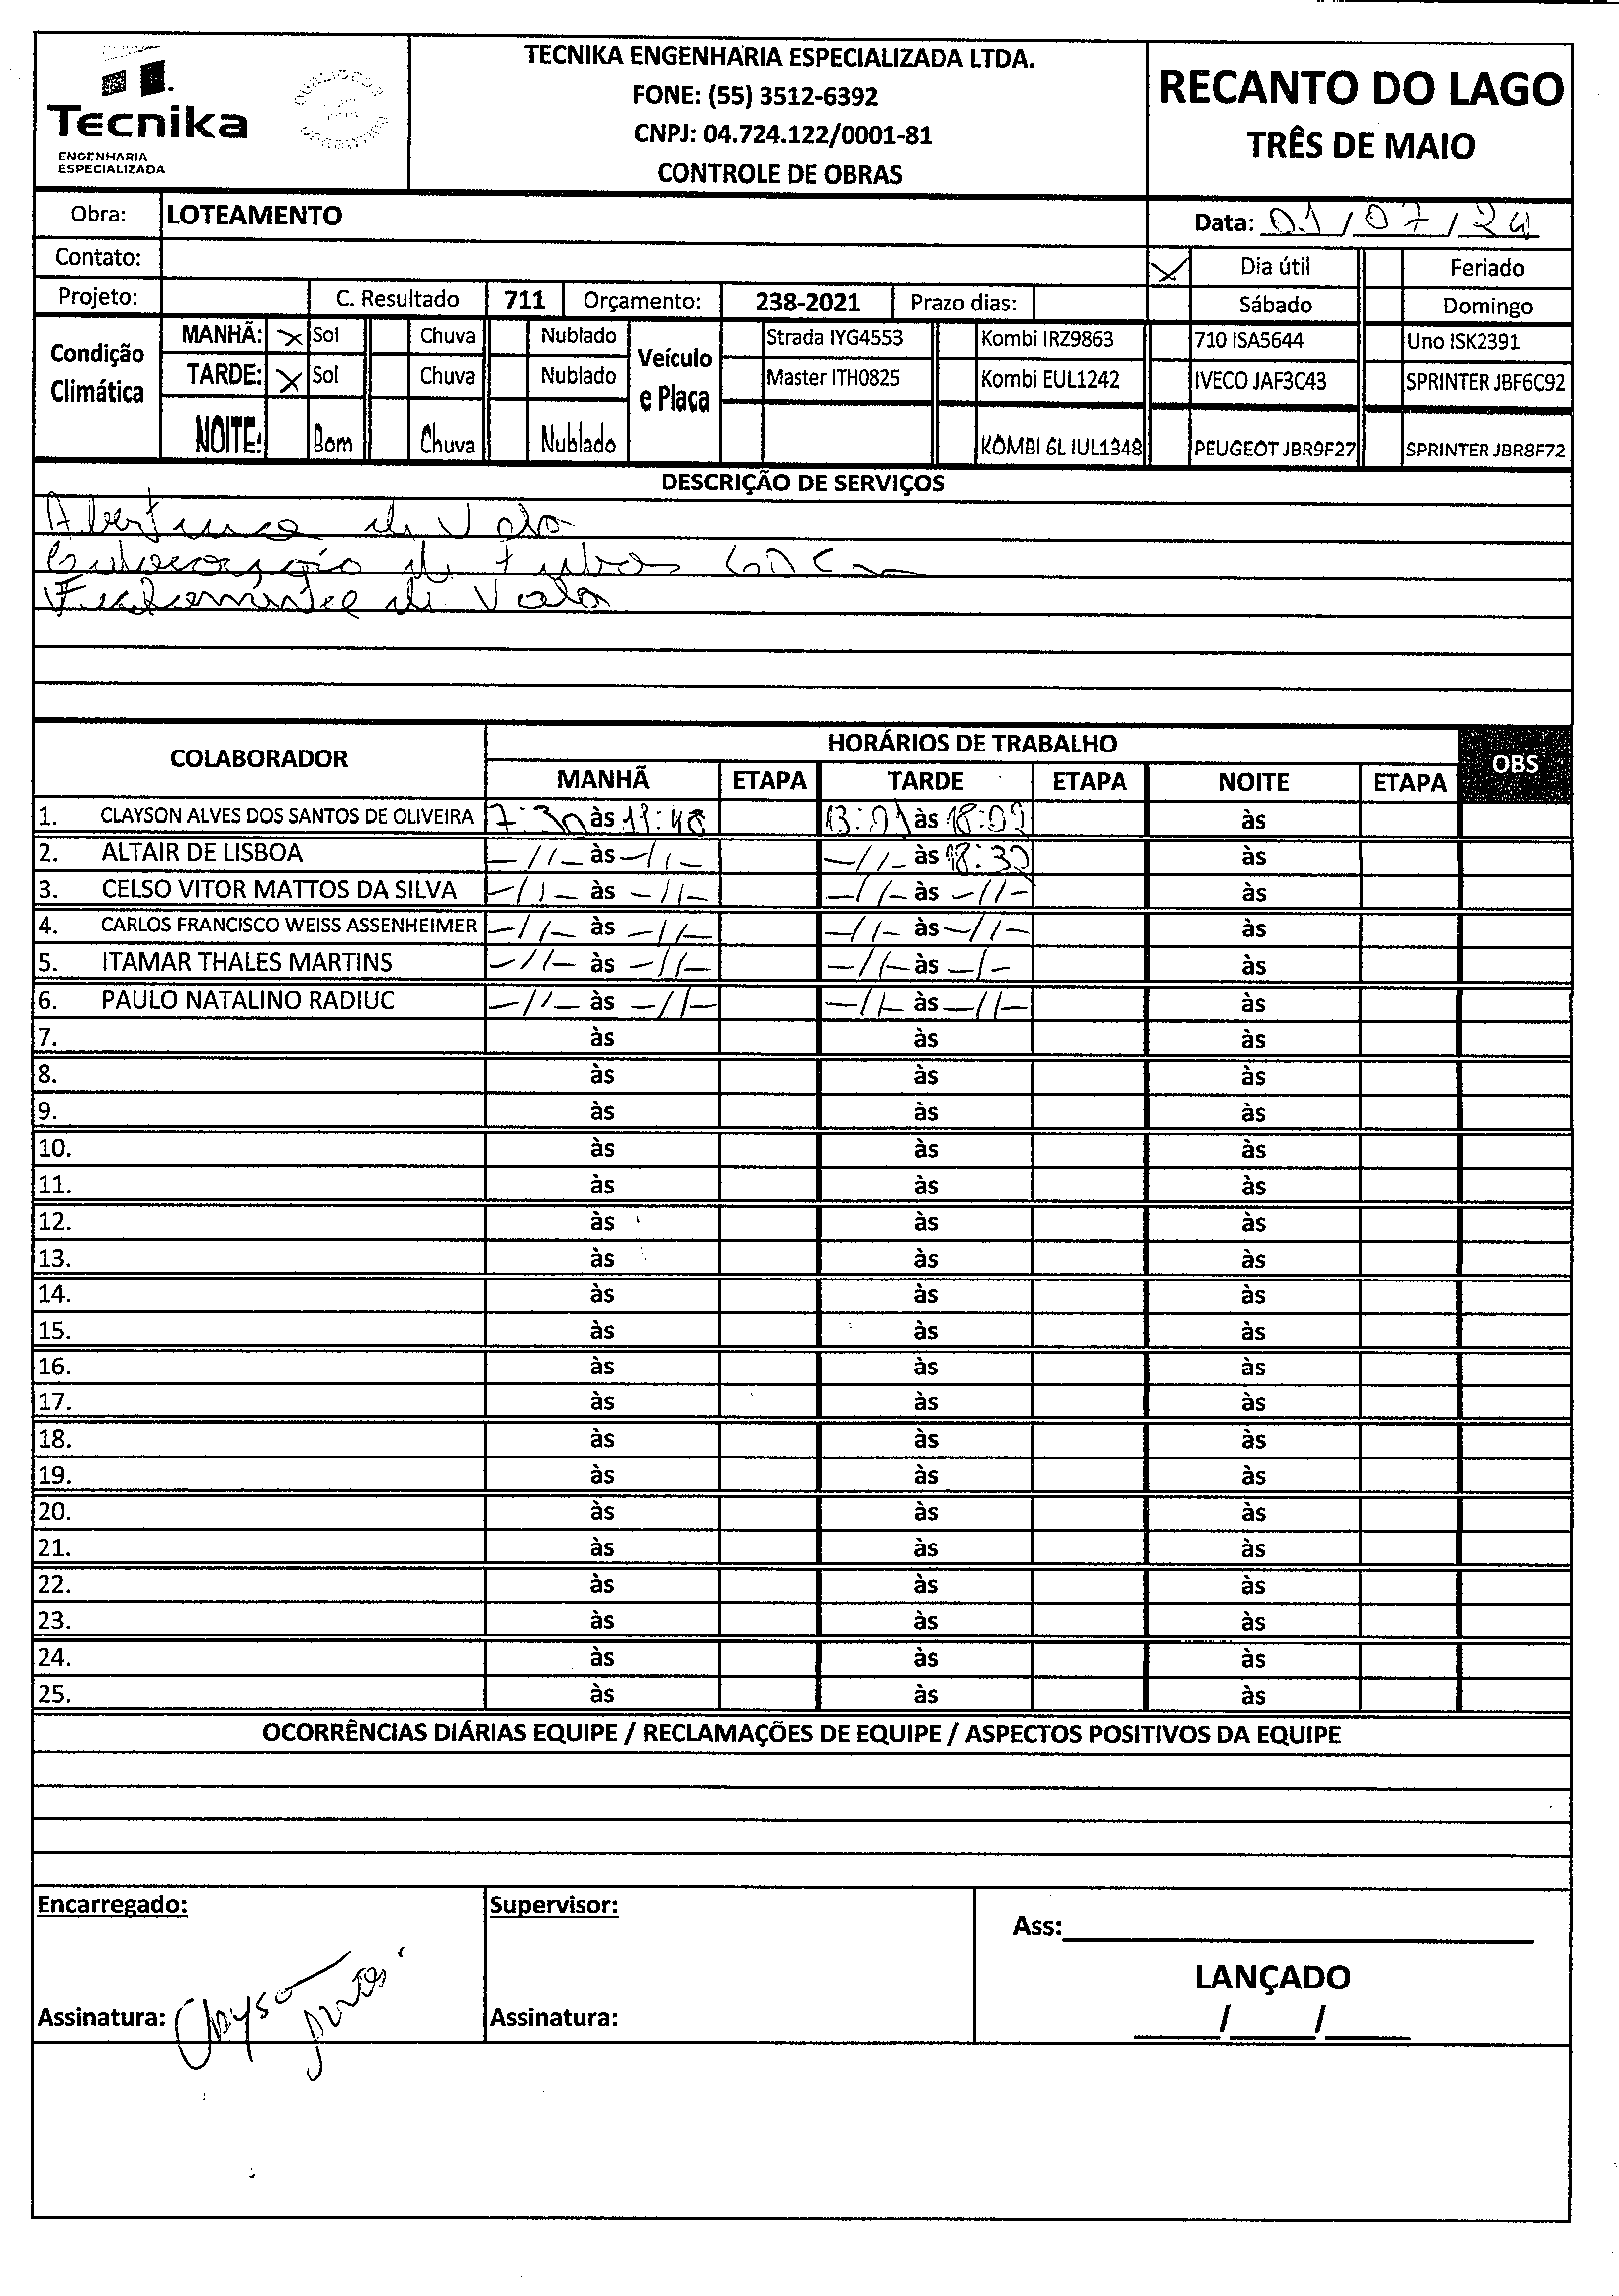 Tecnika
ENGENHARIA
ESPECIALIZADA
TECNIKA ENGENHARIA ESPECIALIZADA LTDA.
FONE: (55) 3512-6392
CNPJ: 04.724.122/0001-81
CONTROLE DE OBRAS
RECANTO DO LAGO
TRÊS DE MAIO
Obra: LOTEAMENTO
Data: 01/07/24
Contato:
X Dia útil Feriado
Projeto: C. Resultado 711 Orçamento: 238-2021 Prazo dias:
Sábado Domingo
Condição Climática
MANHÃ: X Sol Chuva Nublado
TARDE: X Sol Chuva Nublado
NOITE: Bom Chuva Nublado
Veículo e Placa
Strada IYG4553 Kombi IRZ9863 710 ISA5644 Uno ISK2391
Master ITH0825 Kombi EUL1242 IVECO JAF3C43 SPRINTER JBF6C92
KOMBI 6L IUL1348 PEUGEOT JBR9F27 SPRINTER JBR8F72
DESCRIÇÃO DE SERVIÇOS
Abertura de Vala
de Tubos 60 cm
de Vala
COLABORADOR HORÁRIOS DE TRABALHO OBS
MANHÃ ETAPA TARDE ETAPA NOITE ETAPA
1. CLAYSON ALVES DOS SANTOS DE OLIVEIRA 7:30 às 11:48 13:01 às 18:09 às
2. ALTAIR DE LISBOA -//- às -//- -//- às 18:30 às
3. CELSO VITOR MATTOS DA SILVA -//- às -//- -//- às -//- às
4. CARLOS FRANCISCO WEISS ASSENHEIMER -//- às -//- -//- às -//- às
5. ITAMAR THALES MARTINS -//- às -//- -//- às -/- às
6. PAULO NATALINO RADIUC -//- às -//- -//- às -//- às
7. às às às
8. às às às
9. às às às
10. às às às
11. às às às
12. às às às
13. às às às
14. às às às
15. às às às
16. às às às
17. às às às
18. às às às
19. às às às
20. às às às
21. às às às
22. às às às
23. às às às
24. às às às
25. às às às
OCORRÊNCIAS DIÁRIAS EQUIPE / RECLAMAÇÕES DE EQUIPE / ASPECTOS POSITIVOS DA EQUIPE
Encarregado:
Assinatura: Clayson
Supervisor:
Assinatura:
Ass:
LANÇADO
/ /